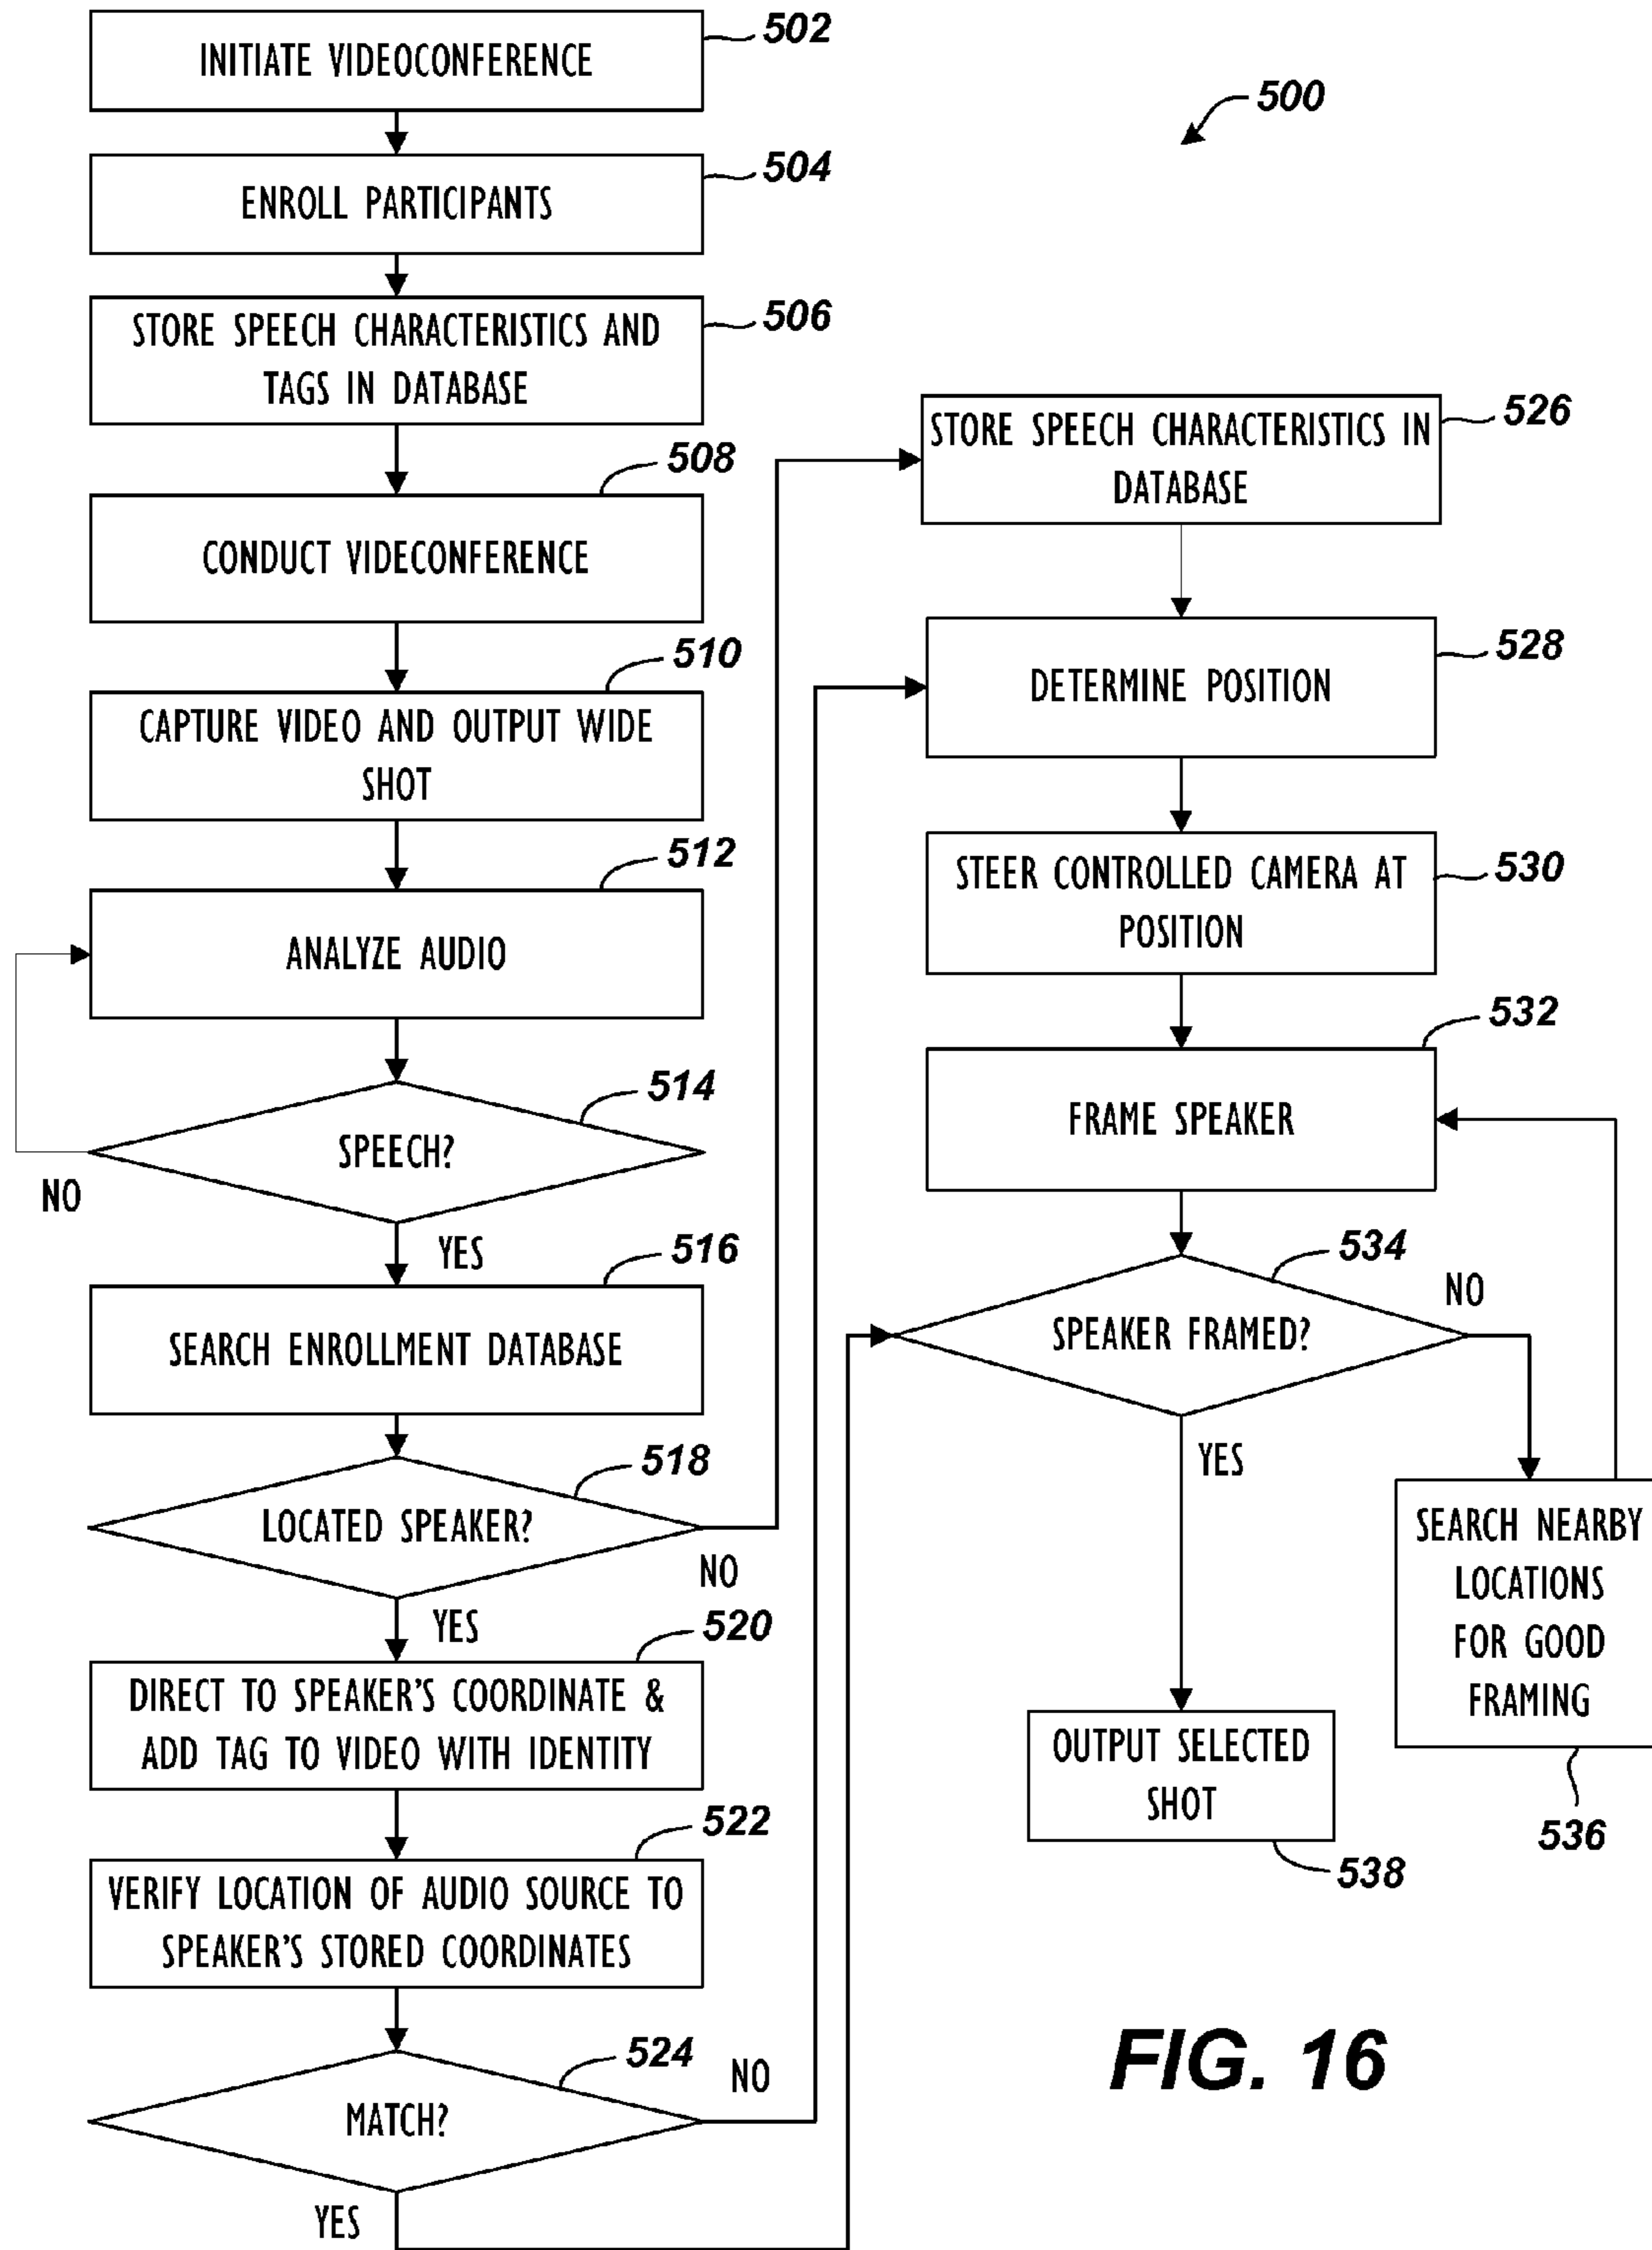 INITIATE VIDEOCONFERENCE
502
500
ENROLL PARTICIPANTS
504
STORE SPEECH CHARACTERISTICS AND
TAGS IN DATABASE
506
CONDUCT VIDECONFERENCE
508
CAPTURE VIDEO AND OUTPUT WIDE
SHOT
510
ANALYZE AUDIO
512
SPEECH?
514
NO
YES
SEARCH ENROLLMENT DATABASE
516
LOCATED SPEAKER?
518
NO
YES
DIRECT TO SPEAKER'S COORDINATE &
ADD TAG TO VIDEO WITH IDENTITY
520
VERIFY LOCATION OF AUDIO SOURCE TO
SPEAKER'S STORED COORDINATES
522
MATCH?
524
NO
YES
STORE SPEECH CHARACTERISTICS IN
DATABASE
526
DETERMINE POSITION
528
STEER CONTROLLED CAMERA AT
POSITION
530
FRAME SPEAKER
532
SPEAKER FRAMED?
534
NO
YES
SEARCH NEARBY
LOCATIONS
FOR GOOD
FRAMING
536
OUTPUT SELECTED
SHOT
538
FIG. 16